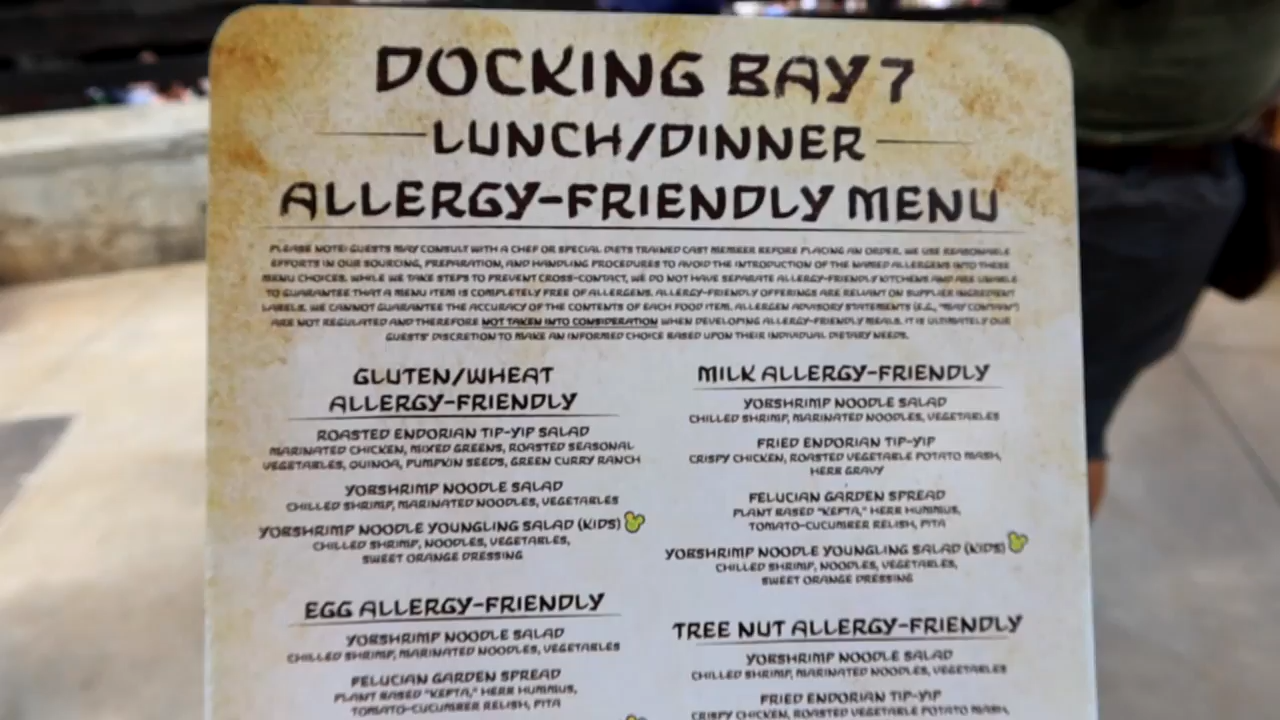 DOCKING BAY 7
LUNCH/DINNER
ALLERGY-FRIENDLY MENU
PLEASE NOTE: GUESTS MAY CONSULT WITH A CHEF OR SPECIAL DIETS TRAINED CAST MEMBER BEFORE PLACING AN ORDER. WE USE REASONABLE
EFFORTS IN OUR SOURCING, PREPARATION, AND HANDLING PROCEDURES TO AVOID THE INTRODUCTION OF THE NAMED ALLERGENS INTO THESE
MENU CHOICES. WHILE WE TAKE STEPS TO PREVENT CROSS-CONTACT, WE DO NOT HAVE SEPARATE ALLERGY-FRIENDLY KITCHENS AND ARE UNABLE
TO GUARANTEE THAT A MENU ITEM IS COMPLETELY FREE OF ALLERGENS. ALLERGY-FRIENDLY OFFERINGS ARE RELIANT ON SUPPLIER INGREDIENT
LABELS. WE CANNOT GUARANTEE THE ACCURACY OF THE CONTENTS OF EACH FOOD ITEM. ALLERGEN ADVISORY STATEMENTS (E.G., "MAY CONTAIN")
ARE NOT REGULATED AND THEREFORE NOT TAKEN INTO CONSIDERATION WHEN DEVELOPING ALLERGY-FRIENDLY MEALS. IT IS ULTIMATELY OUR
GUESTS' DISCRETION TO MAKE AN INFORMED CHOICE BASED UPON THEIR INDIVIDUAL DIETARY NEEDS.
GLUTEN/WHEAT
ALLERGY-FRIENDLY
ROASTED ENDORIAN TIP-YIP SALAD
MARINATED CHICKEN, MIXED GREENS, ROASTED SEASONAL
VEGETABLES, QUINOA, PUMPKIN SEEDS, GREEN CURRY RANCH
YOBSHRIMP NOODLE SALAD
CHILLED SHRIMP, MARINATED NOODLES, VEGETABLES
YOBSHRIMP NOODLE YOUNGLING SALAD (KIDS)
CHILLED SHRIMP, NOODLES, VEGETABLES,
SWEET ORANGE DRESSING
EGG ALLERGY-FRIENDLY
YOBSHRIMP NOODLE SALAD
CHILLED SHRIMP, MARINATED NOODLES, VEGETABLES
FELUCIAN GARDEN SPREAD
PLANT BASED "KEFTA," HERB HUMMUS,
TOMATO-CUCUMBER RELISH, PITA
MILK ALLERGY-FRIENDLY
YOBSHRIMP NOODLE SALAD
CHILLED SHRIMP, MARINATED NOODLES, VEGETABLES
FRIED ENDORIAN TIP-YIP
CRISPY CHICKEN, ROASTED VEGETABLE POTATO MASH,
HERB GRAVY
FELUCIAN GARDEN SPREAD
PLANT BASED "KEFTA," HERB HUMMUS,
TOMATO-CUCUMBER RELISH, PITA
YOBSHRIMP NOODLE YOUNGLING SALAD (KIDS)
CHILLED SHRIMP, NOODLES, VEGETABLES,
SWEET ORANGE DRESSING
TREE NUT ALLERGY-FRIENDLY
YOBSHRIMP NOODLE SALAD
CHILLED SHRIMP, MARINATED NOODLES, VEGETABLES
FRIED ENDORIAN TIP-YIP
CRISPY CHICKEN, ROASTED VEGETABLE POTATO MASH,